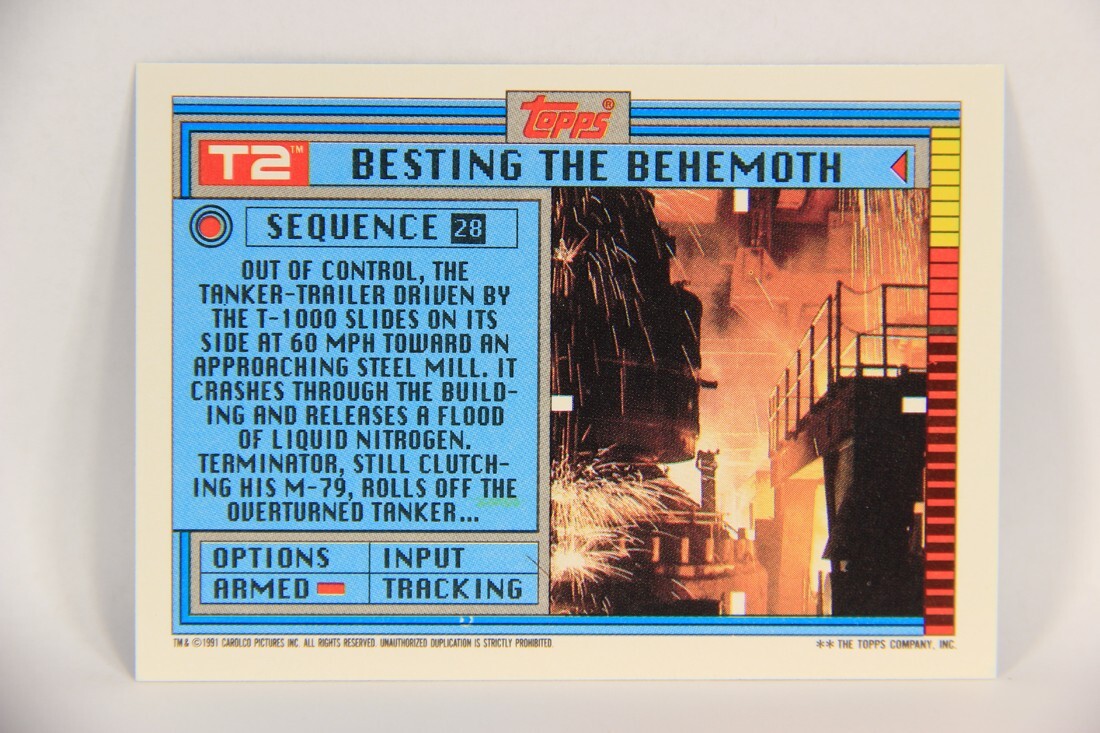 Topps®
T2™ BESTING THE BEHEMOTH
SEQUENCE 28
OUT OF CONTROL, THE
TANKER-TRAILER DRIVEN BY
THE T-1000 SLIDES ON ITS
SIDE AT 60 MPH TOWARD AN
APPROACHING STEEL MILL. IT
CRASHES THROUGH THE BUILD-
ING AND RELEASES A FLOOD
OF LIQUID NITROGEN.
TERMINATOR, STILL CLUTCH-
ING HIS M-79, ROLLS OFF THE
OVERTURNED TANKER...
OPTIONS INPUT
ARMED TRACKING
TM & ©1991 CAROLCO PICTURES INC. ALL RIGHTS RESERVED. UNAUTHORIZED DUPLICATION IS STRICTLY PROHIBITED.
** THE TOPPS COMPANY, INC.